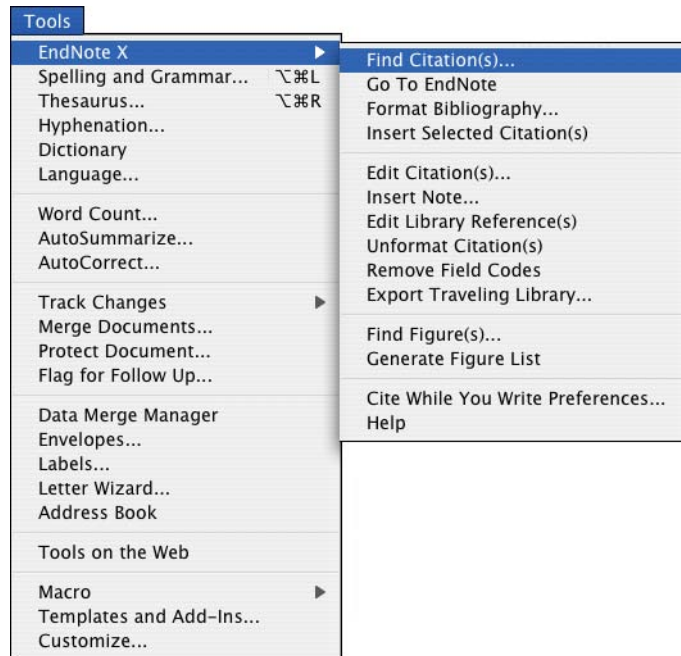 Tools
EndNote X
Spelling and Grammar... ⌥⌘L
Thesaurus... ⌥⌘R
Hyphenation...
Dictionary
Language...
Word Count...
AutoSummarize...
AutoCorrect...
Track Changes
Merge Documents...
Protect Document...
Flag for Follow Up...
Data Merge Manager
Envelopes...
Labels...
Letter Wizard...
Address Book
Tools on the Web
Macro
Templates and Add-Ins...
Customize...
Find Citation(s)...
Go To EndNote
Format Bibliography...
Insert Selected Citation(s)
Edit Citation(s)...
Insert Note...
Edit Library Reference(s)
Unformat Citation(s)
Remove Field Codes
Export Traveling Library...
Find Figure(s)...
Generate Figure List
Cite While You Write Preferences...
Help